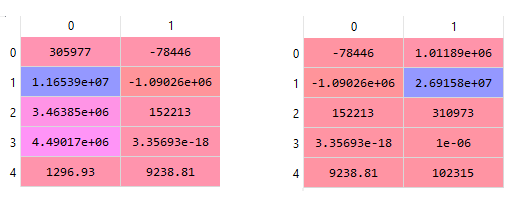 0 1 0 1
0 305977 -78446 0 -78446 1.01189e+06
1 1.16539e+07 -1.09026e+06 1 -1.09026e+06 2.69158e+07
2 3.46385e+06 152213 2 152213 310973
3 4.49017e+06 3.35693e-18 3 3.35693e-18 1e-06
4 1296.93 9238.81 4 9238.81 102315